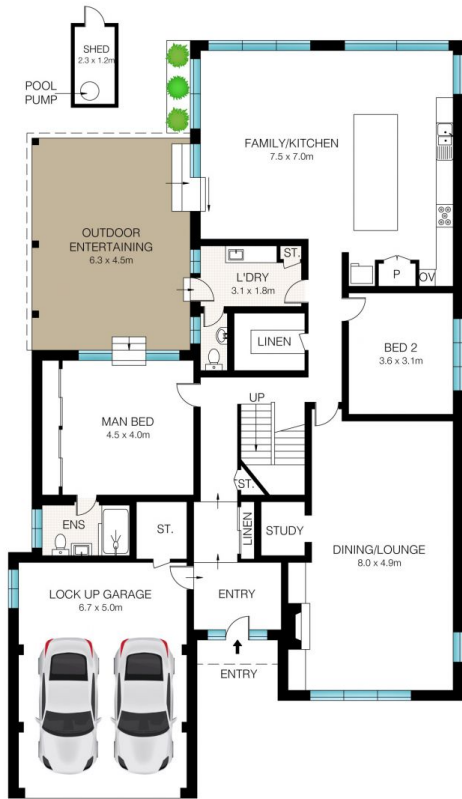 SHED
2.3 x 1.2m
POOL
PUMP
FAMILY/KITCHEN
7.5 x 7.0m
OUTDOOR
ENTERTAINING
6.3 x 4.5m
ST.
L'DRY
3.1 x 1.8m
P
OV
LINEN
BED 2
3.6 x 3.1m
UP
MAN BED
4.5 x 4.0m
ST.
ENS
ST.
LINEN
STUDY
DINING/LOUNGE
8.0 x 4.9m
LOCK UP GARAGE
6.7 x 5.0m
ENTRY
ENTRY